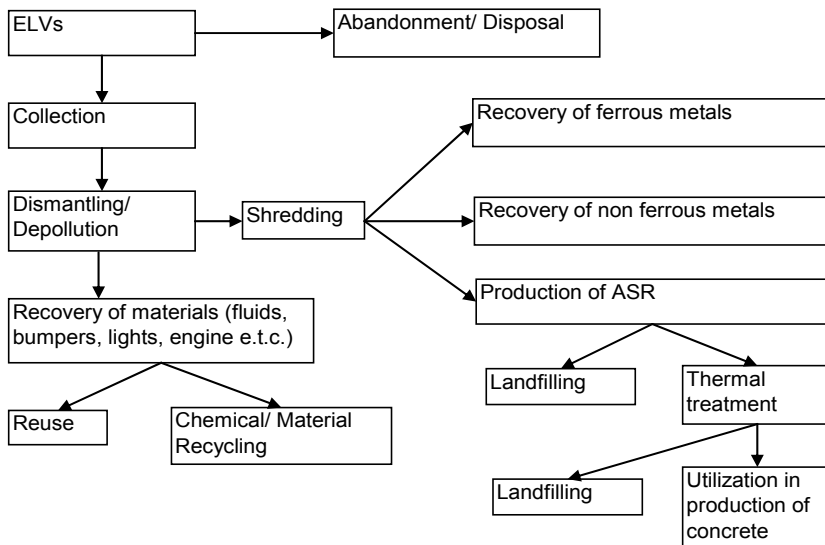 ELVs
Abandonment/ Disposal
Collection
Recovery of ferrous metals
Dismantling/
Depollution
Shredding
Recovery of non ferrous metals
Production of ASR
Recovery of materials (fluids,
bumpers, lights, engine e.t.c.)
Landfilling
Thermal
treatment
Reuse
Chemical/ Material
Recycling
Landfilling
Utilization in
production of
concrete